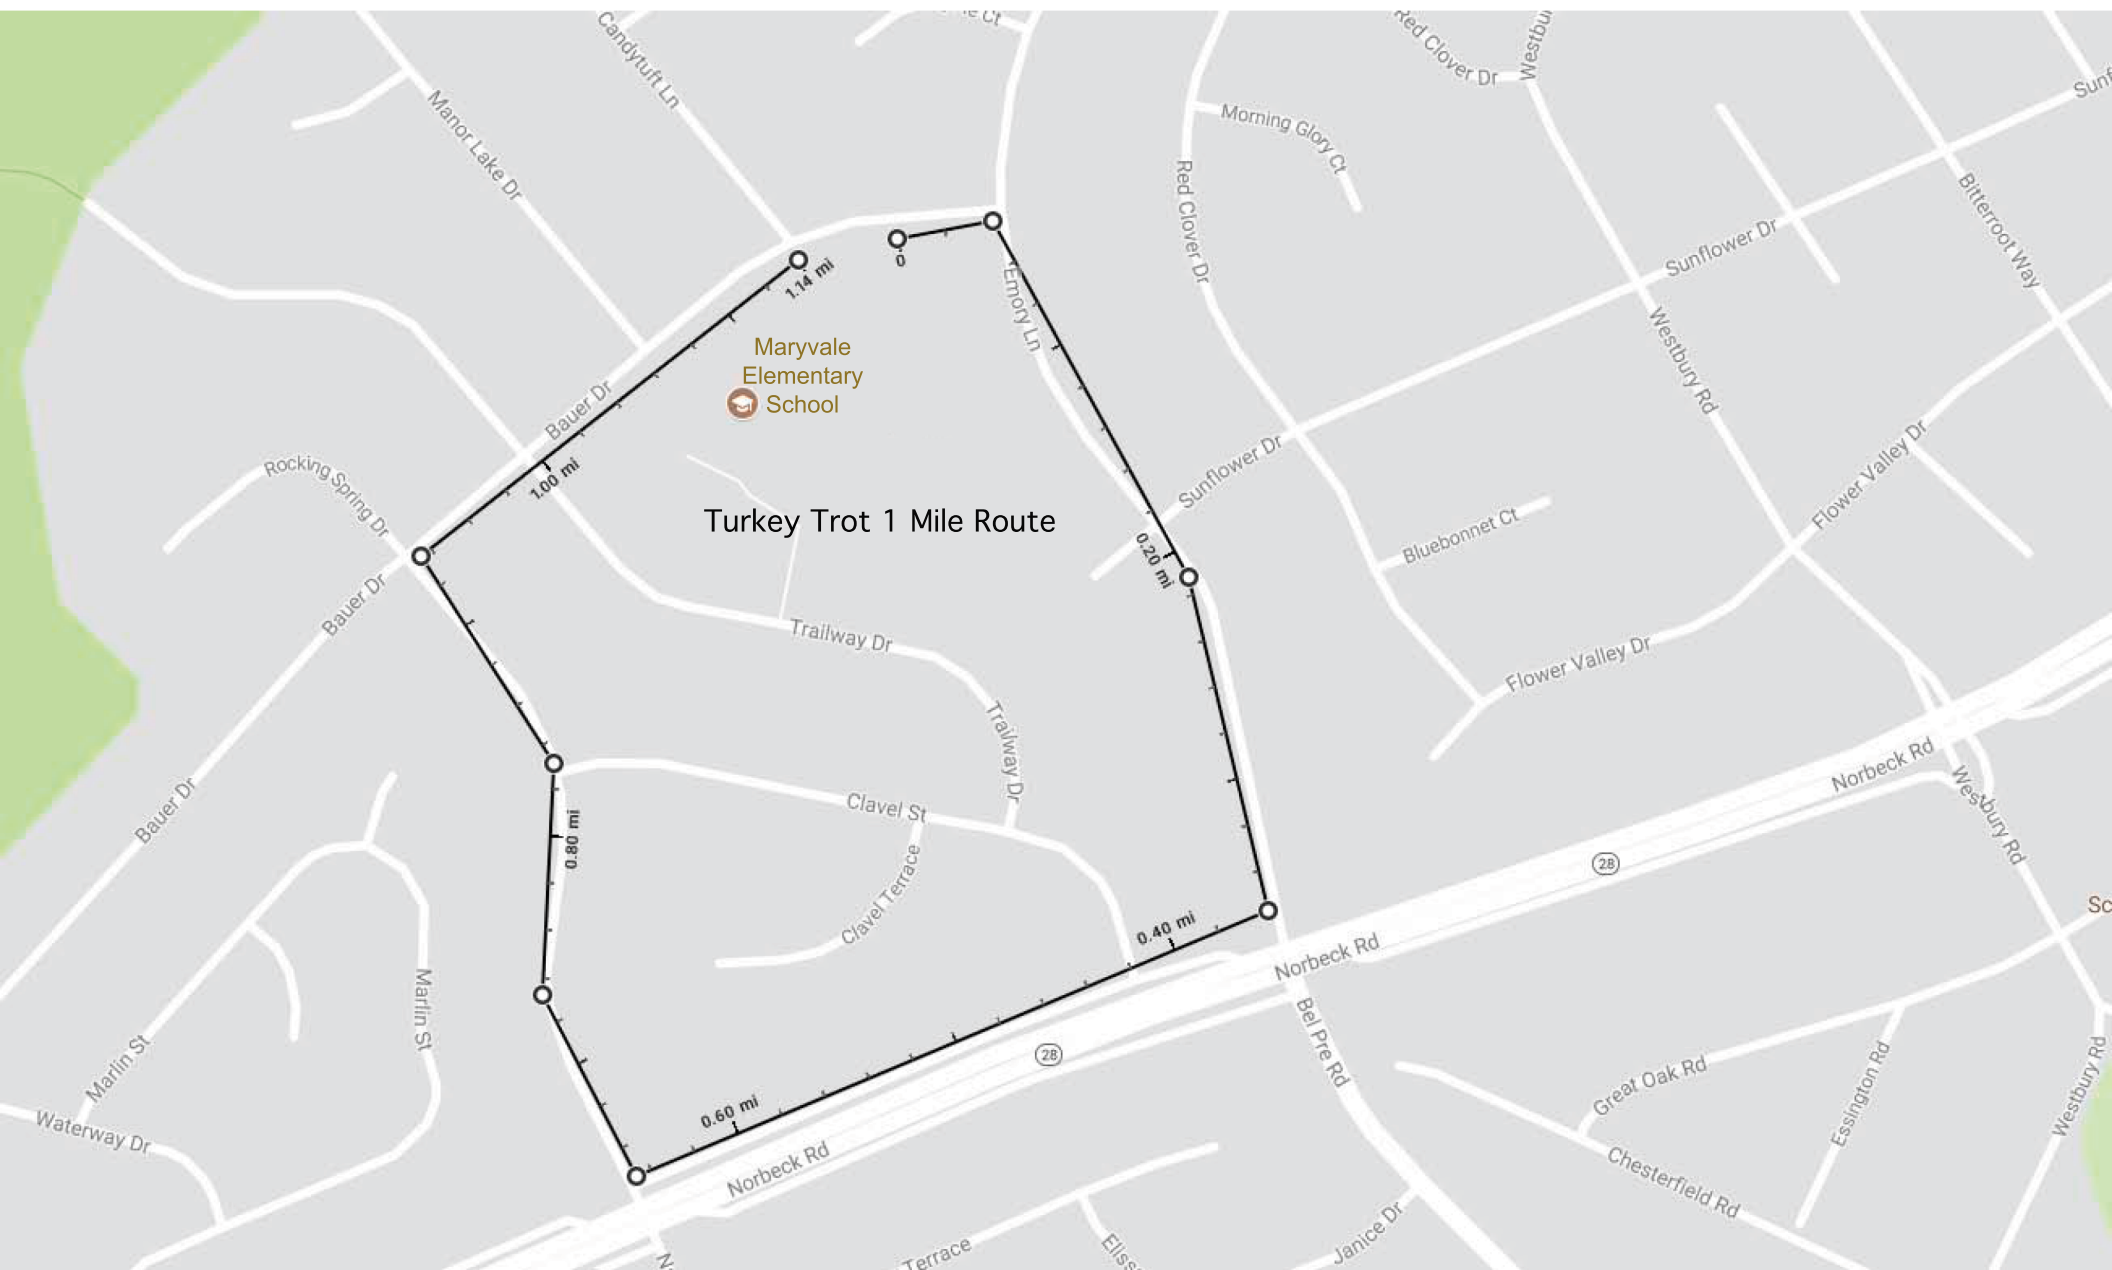 Candytuft Ln
Ct
Red Clover Dr
Manor Lake Dr
Morning Glory Ct
Red Clover Dr
Bitterroot Way
Sunflower Dr
Emory Ln
0
1.14 mi
Westbury Rd
Maryvale
Elementary
School
Bauer Dr
Sunflower Dr
Flower Valley Dr
Rocking Spring Dr
1.00 mi
Turkey Trot 1 Mile Route
Bluebonnet Ct
0.20 mi
Bauer Dr
Trailway Dr
Flower Valley Dr
Trailway Dr
Norbeck Rd
Bauer Dr
Clavel St
0.80 mi
Westbury Rd
28
Clavel Terrace
0.40 mi
Norbeck Rd
Marlin St
28
Bel Pre Rd
Marlin St
Great Oak Rd
Essington Rd
Westbury Rd
0.60 mi
Waterway Dr
Norbeck Rd
Chesterfield Rd
Janice Dr
Terrace